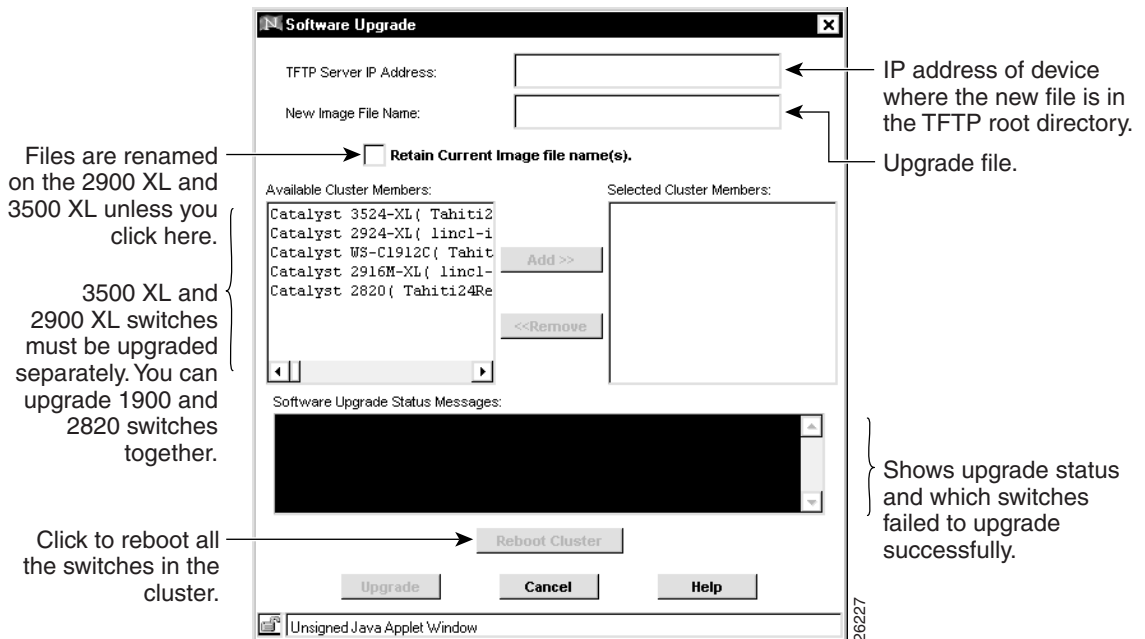 Software Upgrade
TFTP Server IP Address:
New Image File Name:
Retain Current Image file name(s).
Available Cluster Members:
Selected Cluster Members:
Catalyst 3524-XL( Tahiti2
Catalyst 2924-XL( lincl-i
Catalyst WS-C1912C( Tahit
Catalyst 2916M-XL( lincl-
Catalyst 2820( Tahiti24Re
Add >>
<<Remove
Software Upgrade Status Messages:
Reboot Cluster
Upgrade
Cancel
Help
Unsigned Java Applet Window
IP address of device
where the new file is in
the TFTP root directory.
Upgrade file.
Files are renamed
on the 2900 XL and
3500 XL unless you
click here.
3500 XL and
2900 XL switches
must be upgraded
separately. You can
upgrade 1900 and
2820 switches
together.
Shows upgrade status
and which switches
failed to upgrade
successfully.
Click to reboot all
the switches in the
cluster.
26227